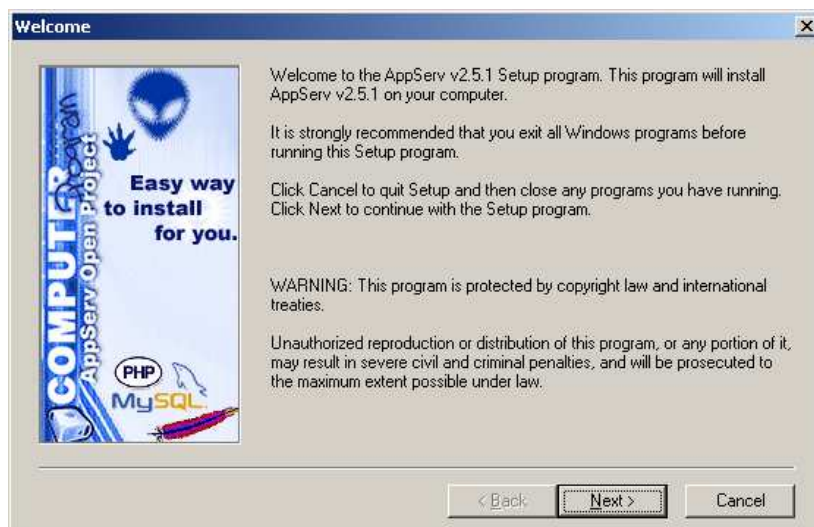 Welcome
Welcome to the AppServ v2.5.1 Setup program. This program will install
AppServ v2.5.1 on your computer.
It is strongly recommended that you exit all Windows programs before
running this Setup program.
Click Cancel to quit Setup and then close any programs you have running.
Click Next to continue with the Setup program.
WARNING: This program is protected by copyright law and international
treaties.
Unauthorized reproduction or distribution of this program, or any portion of it,
may result in severe civil and criminal penalties, and will be prosecuted to
the maximum extent possible under law.
COMPUTER
Program
AppServ Open Project
Easy way
to install
for you.
PHP
MySQL
< Back
Next >
Cancel